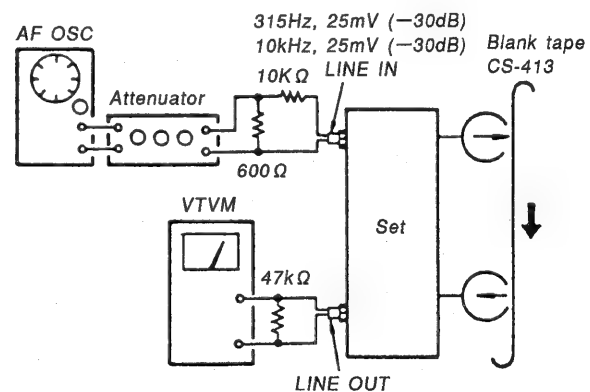 315Hz, 25mV (−30dB)
10kHz, 25mV (−30dB)
AF OSC
Blank tape
CS-413
10KΩ
LINE IN
Attenuator
600Ω
VTVM
Set
47kΩ
LINE OUT